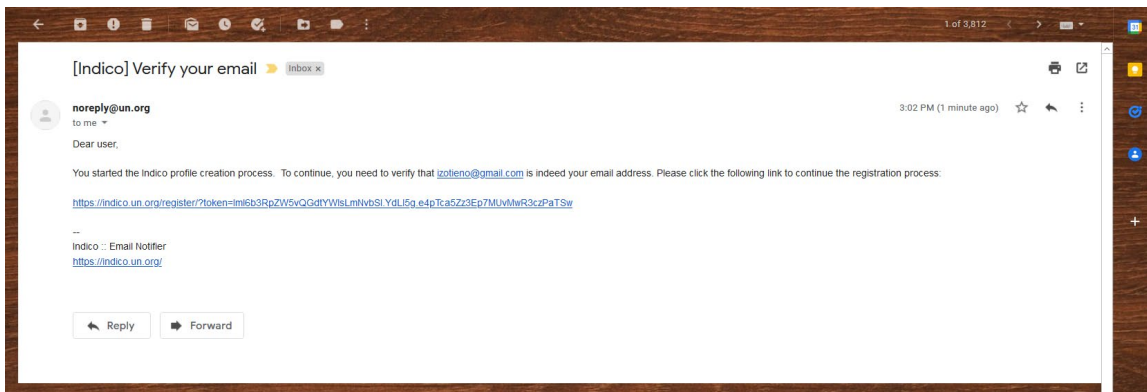 1 of 3,812
31
[Indico] Verify your email Inbox x
noreply@un.org 3:02 PM (1 minute ago)
to me
Dear user,
You started the Indico profile creation process. To continue, you need to verify that izotieno@gmail.com is indeed your email address. Please click the following link to continue the registration process:
https://indico.un.org/register/?token=Iml6b3RpZW5vQGdtYWlsLmNvbSI.YdLI5g.e4pTca5Zz3Ep7MUvMwR3czPaTSw
--
Indico :: Email Notifier
https://indico.un.org/
Reply Forward